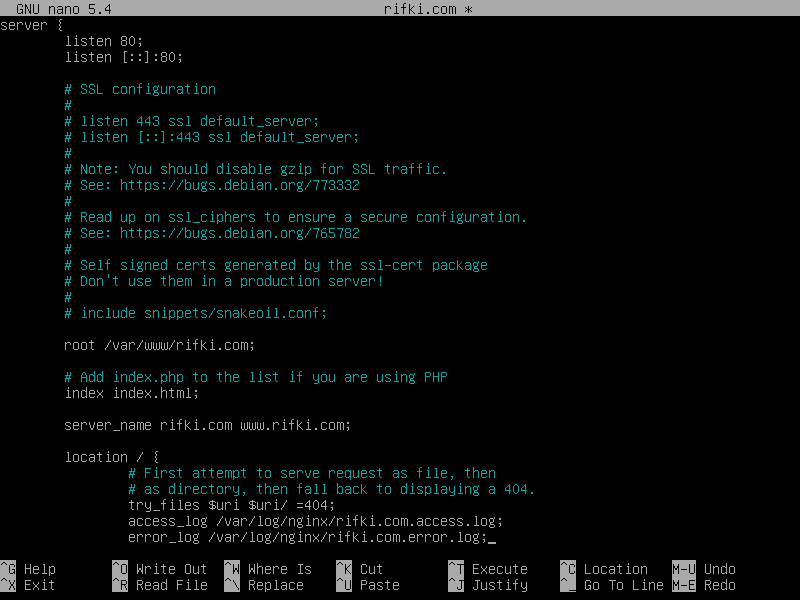 GNU nano 5.4 rifki.com *
server {
listen 80;
listen [::]:80;
# SSL configuration
#
# listen 443 ssl default_server;
# listen [::]:443 ssl default_server;
#
# Note: You should disable gzip for SSL traffic.
# See: https://bugs.debian.org/773332
#
# Read up on ssl_ciphers to ensure a secure configuration.
# See: https://bugs.debian.org/765782
#
# Self signed certs generated by the ssl-cert package
# Don't use them in a production server!
#
# include snippets/snakeoil.conf;
root /var/www/rifki.com;
# Add index.php to the list if you are using PHP
index index.html;
server_name rifki.com www.rifki.com;
location / {
# First attempt to serve request as file, then
# as directory, then fall back to displaying a 404.
try_files $uri $uri/ =404;
access_log /var/log/nginx/rifki.com.access.log;
error_log /var/log/nginx/rifki.com.error.log;_
^G Help ^O Write Out ^W Where Is ^K Cut ^T Execute ^C Location M-U Undo
^X Exit ^R Read File ^\ Replace ^U Paste ^J Justify ^_ Go To Line M-E Redo